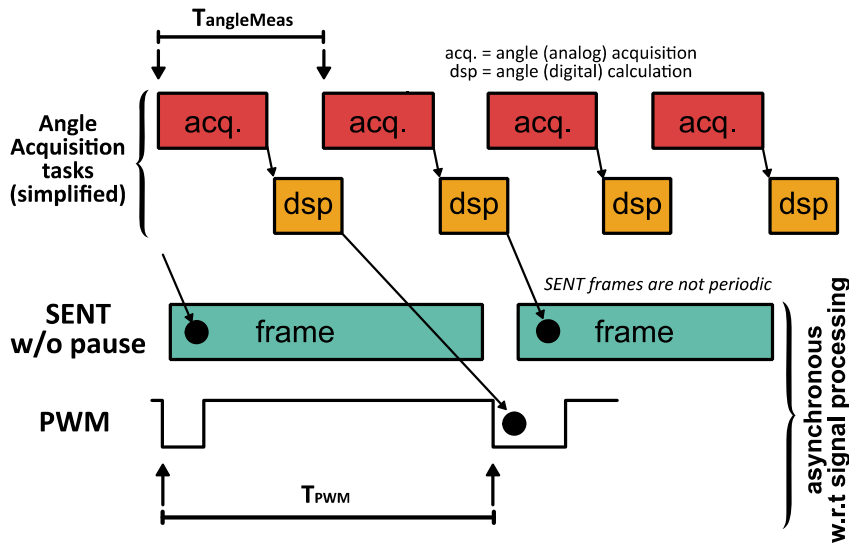 TangleMeas
acq. = angle (analog) acquisition
dsp = angle (digital) calculation
Angle
Acquisition
tasks
(simplified)
acq.
acq.
acq.
acq.
dsp
dsp
dsp
dsp
SENT frames are not periodic
SENT
w/o pause
frame
frame
PWM
TPWM
asynchronous
w.r.t signal processing